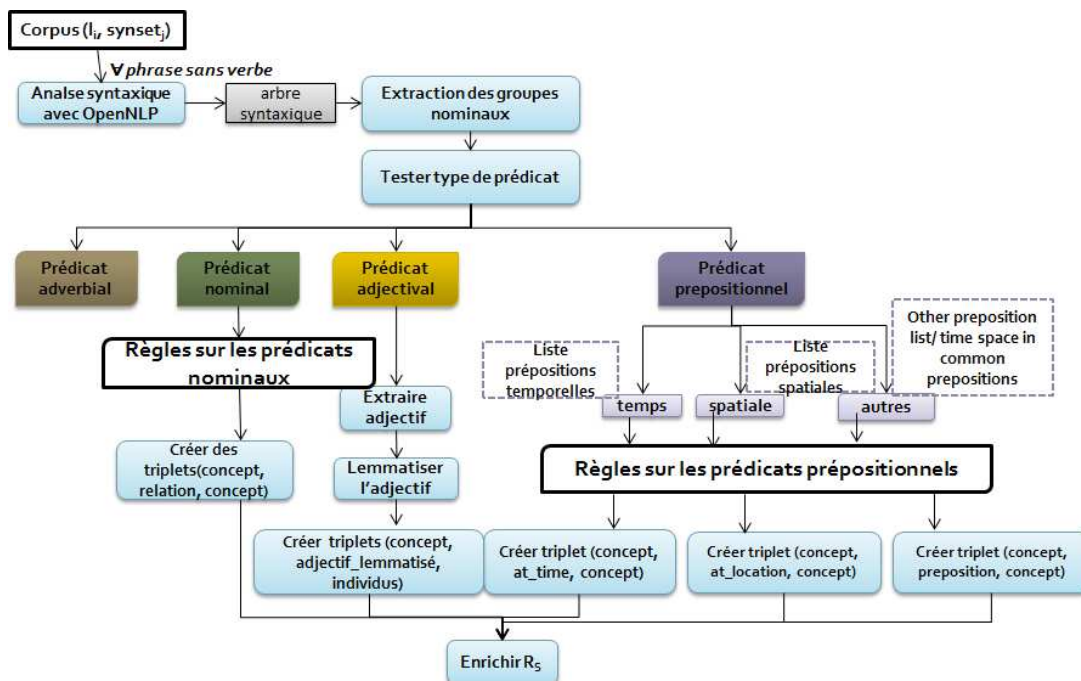 Corpus (lᵢ, synsetⱼ)
∀ phrase sans verbe
Analse syntaxique
avec OpenNLP
arbre
syntaxique
Extraction des groupes
nominaux
Tester type de prédicat
Prédicat
adverbial
Prédicat
nominal
Prédicat
adjectival
Prédicat
prepositionnel
Règles sur les prédicats
nominaux
Liste
prépositions
temporelles
Liste
prépositions
spatiales
Other preposition
list/ time space in
common
prepositions
Extraire
adjectif
temps
spatiale
autres
Créer des
triplets(concept,
relation, concept)
Lemmatiser
l'adjectif
Règles sur les prédicats prépositionnels
Créer triplets (concept,
adjectif_lemmatisé,
individus)
Créer triplet (concept,
at_time, concept)
Créer triplet (concept,
at_location, concept)
Créer triplet (concept,
preposition, concept)
Enrichir R₅